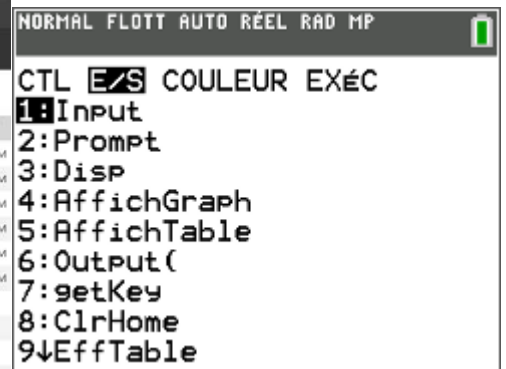 NORMAL FLOTT AUTO RÉEL RAD MP
CTL E/S COULEUR EXÉC
1:Input
2:Prompt
3:Disp
4:AffichGraph
5:AffichTable
6:Output(
7:getKey
8:ClrHome
9↓EffTable